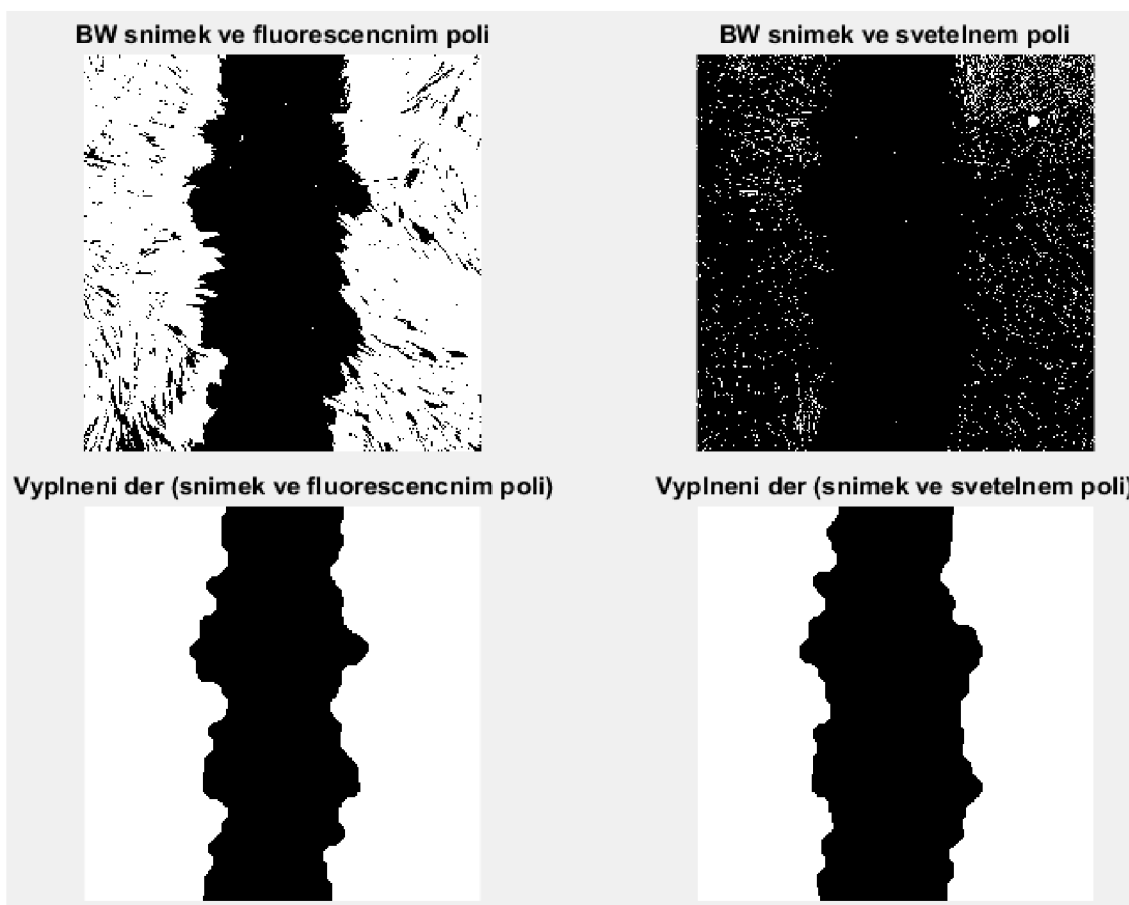 BW snimek ve fluorescencnim poli
BW snimek ve svetelnem poli
Vyplneni der (snimek ve fluorescencnim poli)
Vyplneni der (snimek ve svetelnem poli)